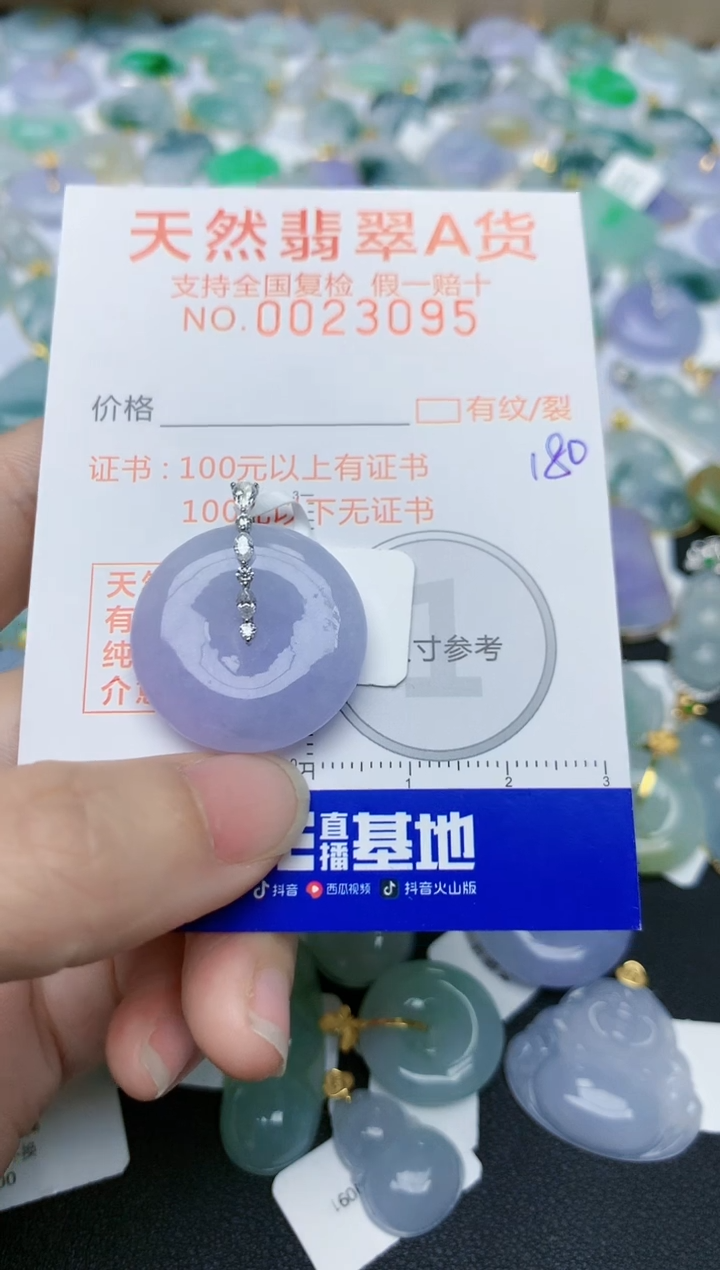 天然翡翠A货
支持全国复检 假一赔十
NO.0023095
价格 有纹/裂
180
证书：100元以上有证书
100元以下无证书
天
有
纯
介意
寸参考
1
1 2 3
直播基地
抖音 西瓜视频 抖音火山版